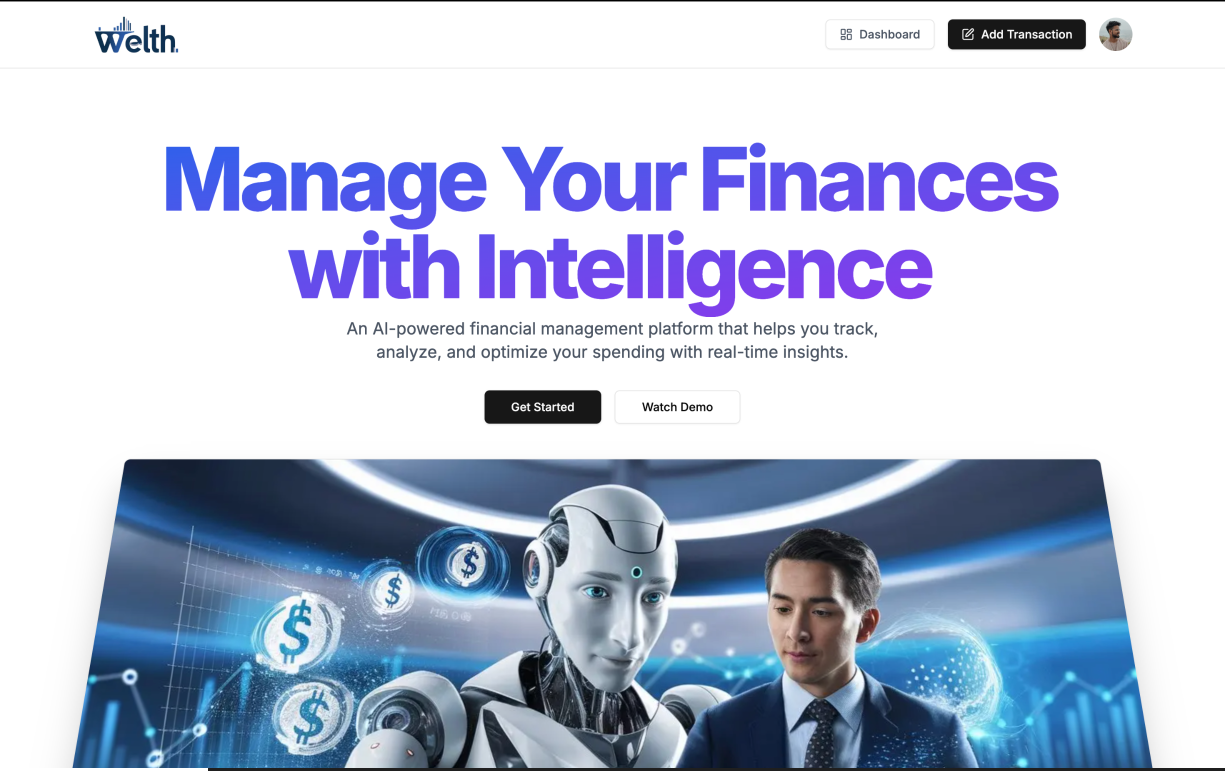 welth.
Dashboard
Add Transaction
Manage Your Finances
with Intelligence
An AI-powered financial management platform that helps you track,
analyze, and optimize your spending with real-time insights.
Get Started
Watch Demo
$
$
$
$